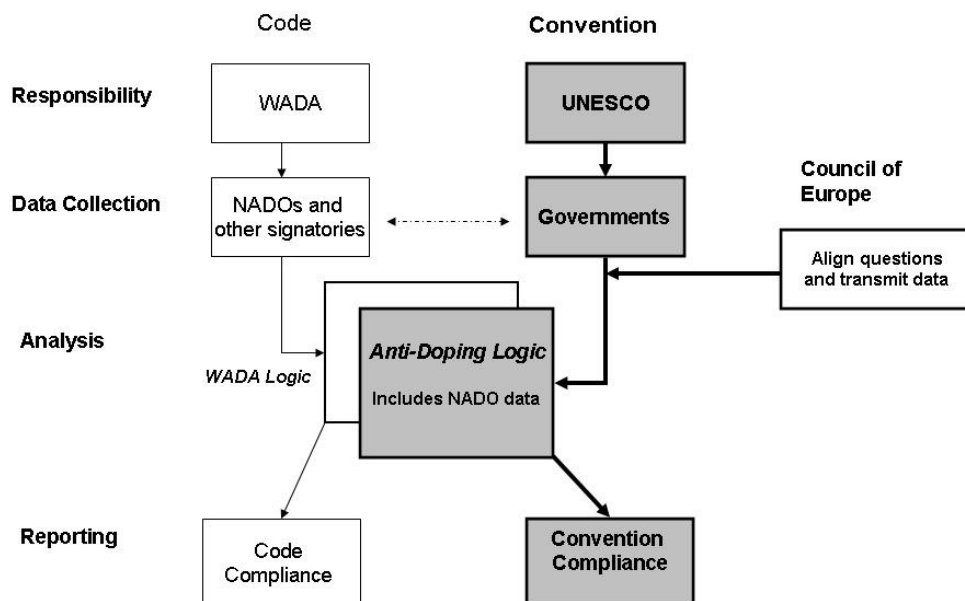 Code
Convention
Responsibility
WADA
UNESCO
Council of
Europe
Data Collection
NADOs and
other signatories
Governments
Align questions
and transmit data
Analysis
WADA Logic
Anti-Doping Logic
Includes NADO data
Reporting
Code
Compliance
Convention
Compliance